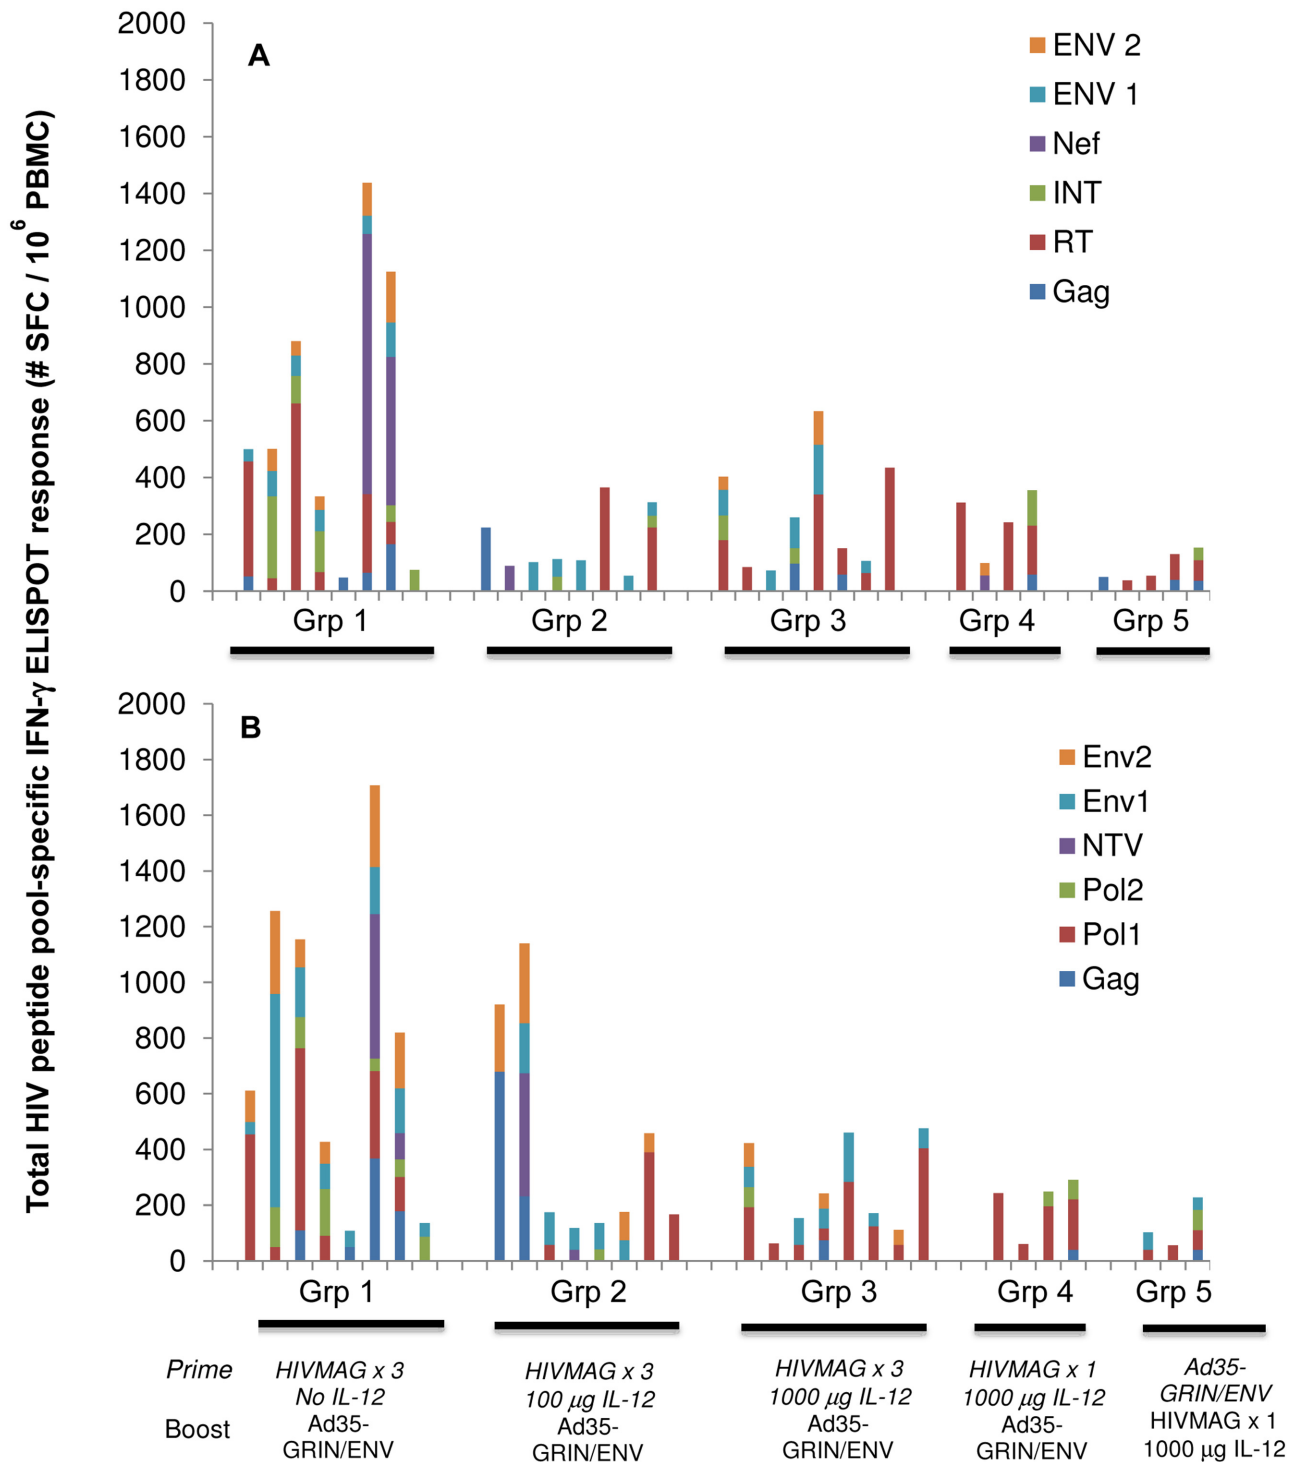 Total HIV peptide pool-specific IFN-γ ELISPOT response (# SFC / 10⁶ PBMC)
A
2000
1800
1600
1400
1200
1000
800
600
400
200
0
ENV 2
ENV 1
Nef
INT
RT
Gag
Grp 1 Grp 2 Grp 3 Grp 4 Grp 5
B
2000
1800
1600
1400
1200
1000
800
600
400
200
0
Env2
Env1
NTV
Pol2
Pol1
Gag
Grp 1 Grp 2 Grp 3 Grp 4 Grp 5
Prime HIVMAG x 3 HIVMAG x 3 HIVMAG x 3 HIVMAG x 1 Ad35-
No IL-12 100 µg IL-12 1000 µg IL-12 1000 µg IL-12 GRIN/ENV
Boost Ad35- Ad35- Ad35- Ad35- HIVMAG x 1
GRIN/ENV GRIN/ENV GRIN/ENV GRIN/ENV 1000 µg IL-12